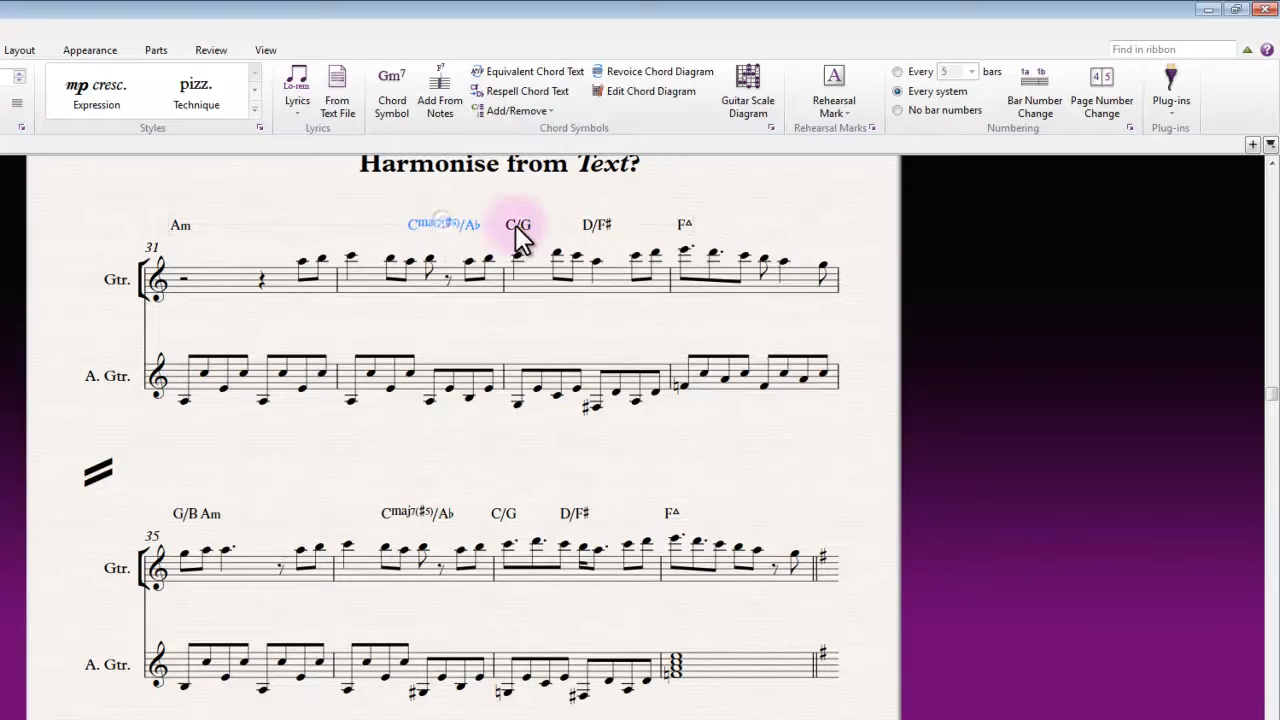 Layout Appearance Parts Review View Find in ribbon
mp cresc. pizz.
Expression Technique
Lyrics From Text File
Chord Symbol Add From Notes
Equivalent Chord Text Revoice Chord Diagram
Respell Chord Text Edit Chord Diagram
Add/Remove
Guitar Scale Diagram
Rehearsal Mark
Every 5 bars
Every system
No bar numbers
Bar Number Change Page Number Change
Plug-ins
Styles Lyrics Chord Symbols Rehearsal Marks Numbering Plug-ins
Harmonise from Text?
Am Cmaj7(♯5)/A♭ C/G D/F♯ F△
31
Gtr.
A. Gtr.
G/B Am Cmaj7(♯5)/A♭ C/G D/F♯ F△
35
Gtr.
A. Gtr.